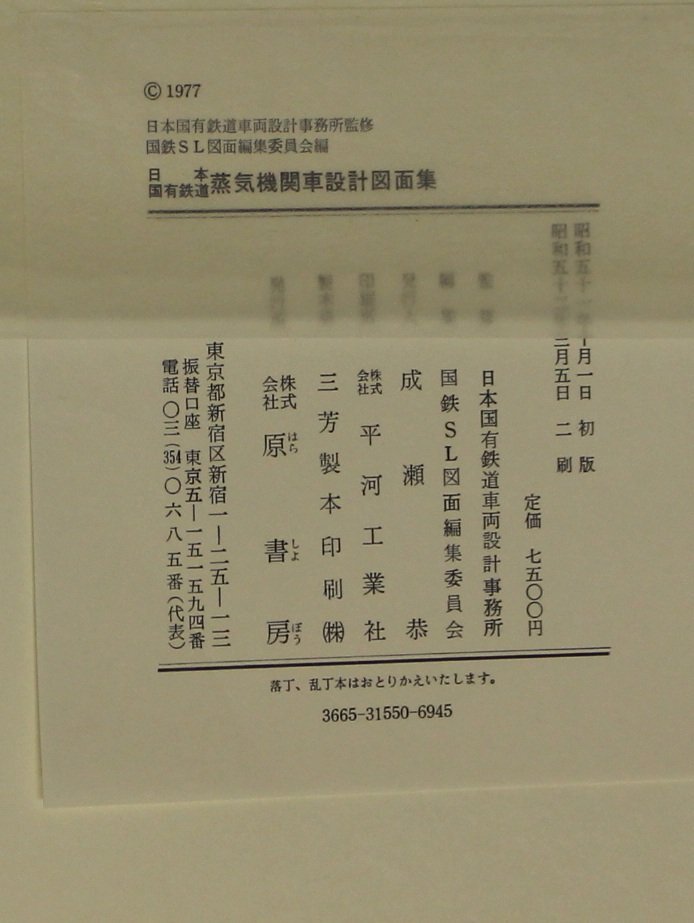 © 1977
日本国有鉄道車両設計事務所監修
国鉄ＳＬ図面編集委員会編
日本国有鉄道蒸気機関車設計図面集
月一日 初版
月五日 二刷
定価 七五〇〇円
日本国有鉄道車両設計事務所
国鉄ＳＬ図面編集委員会
成瀬恭
株式会社 平河工業社
三芳製本印刷㈱
株式会社 原書房
はら しよ ぼう
東京都新宿区新宿一―二五―一三
振替口座 東京五―一五一五九四番
電話 〇三(354)〇六八五番(代表)
落丁、乱丁本はおとりかえいたします。
3665-31550-6945